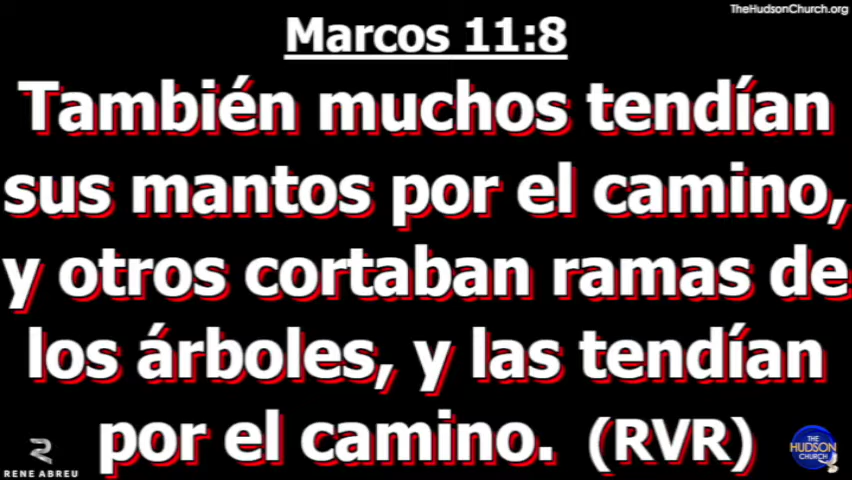 TheHudsonChurch.org
Marcos 11:8
También muchos tendían
sus mantos por el camino,
y otros cortaban ramas de
los árboles, y las tendían
por el camino. (RVR)
RENE ABREU
THE
HUDSON
CHURCH